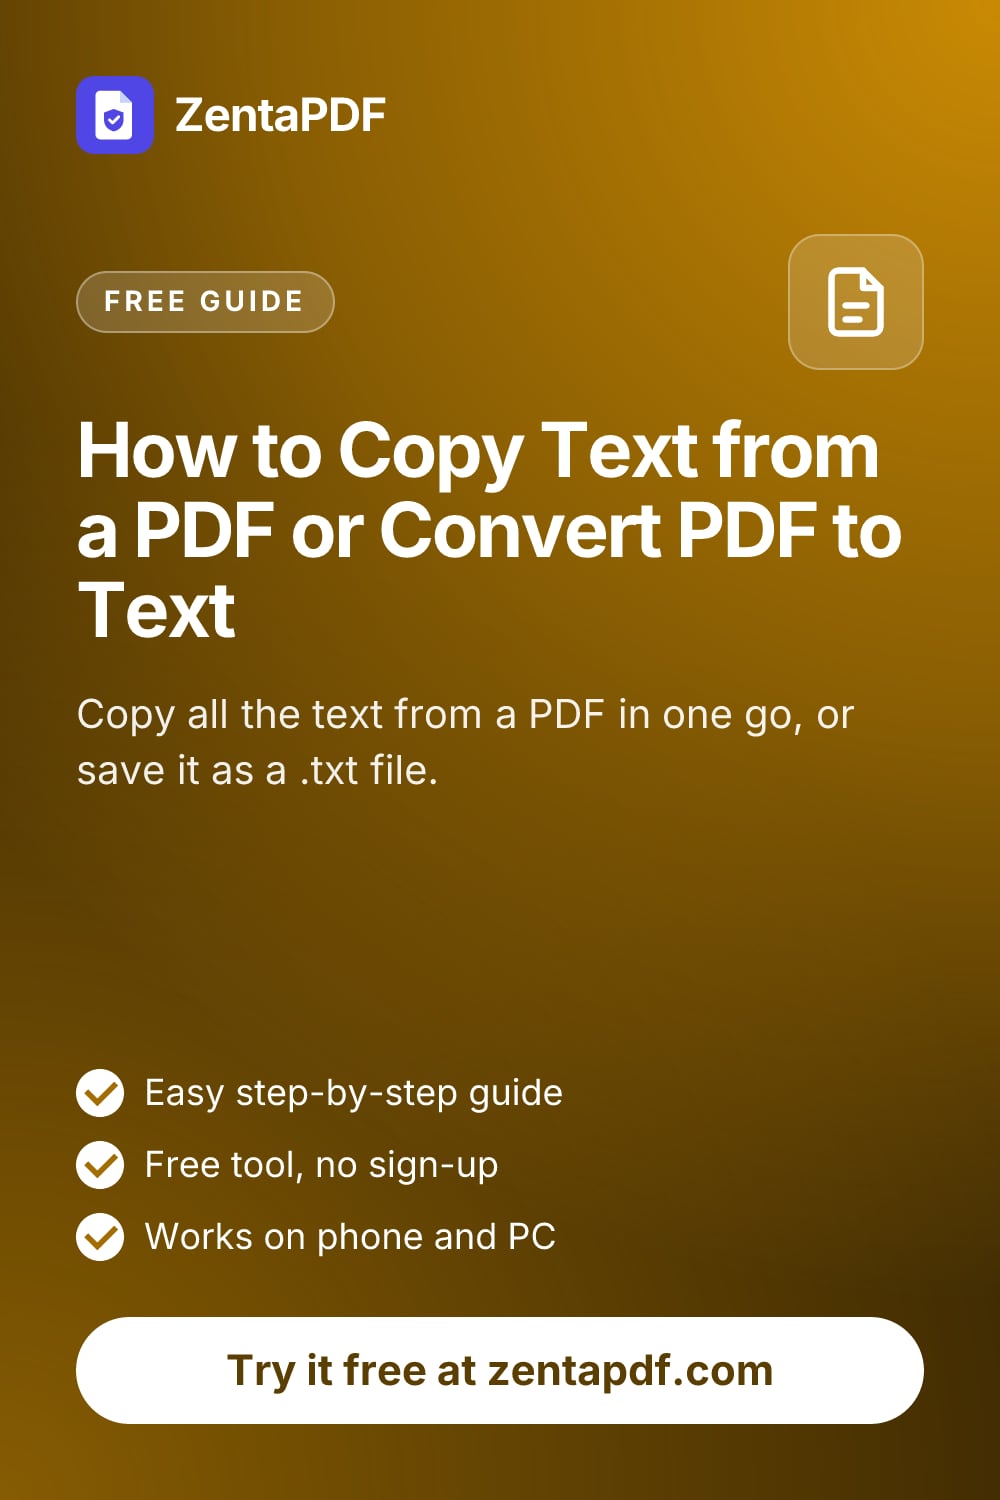 ZentaPDF
FREE GUIDE
How to Copy Text from
a PDF or Convert PDF to
Text
Copy all the text from a PDF in one go, or
save it as a .txt file.
Easy step-by-step guide
Free tool, no sign-up
Works on phone and PC
Try it free at zentapdf.com